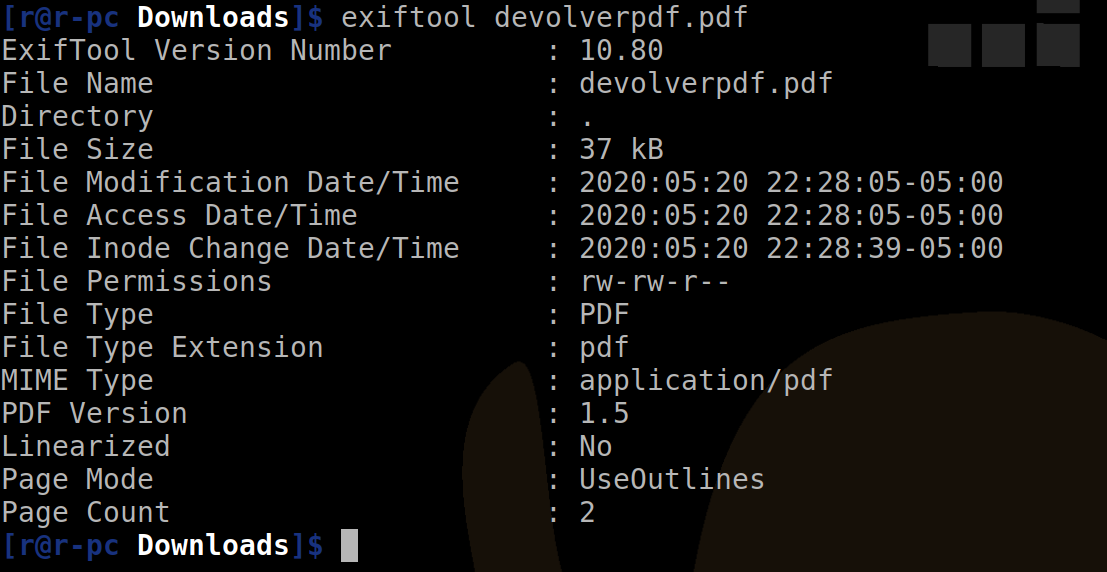 [r@r-pc Downloads]$ exiftool devolverpdf.pdf
ExifTool Version Number         : 10.80
File Name                       : devolverpdf.pdf
Directory                       : .
File Size                       : 37 kB
File Modification Date/Time     : 2020:05:20 22:28:05-05:00
File Access Date/Time           : 2020:05:20 22:28:05-05:00
File Inode Change Date/Time     : 2020:05:20 22:28:39-05:00
File Permissions                : rw-rw-r--
File Type                       : PDF
File Type Extension             : pdf
MIME Type                       : application/pdf
PDF Version                     : 1.5
Linearized                      : No
Page Mode                       : UseOutlines
Page Count                      : 2
[r@r-pc Downloads]$